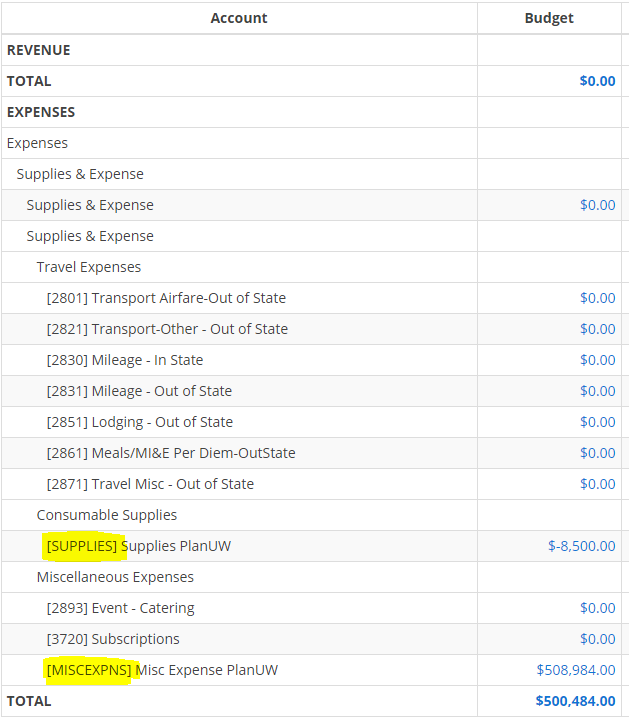 Account Budget
REVENUE
TOTAL $0.00
EXPENSES
Expenses
Supplies & Expense
Supplies & Expense $0.00
Supplies & Expense
Travel Expenses
[2801] Transport Airfare-Out of State $0.00
[2821] Transport-Other - Out of State $0.00
[2830] Mileage - In State $0.00
[2831] Mileage - Out of State $0.00
[2851] Lodging - Out of State $0.00
[2861] Meals/MI&E Per Diem-OutState $0.00
[2871] Travel Misc - Out of State $0.00
Consumable Supplies
[SUPPLIES] Supplies PlanUW $-8,500.00
Miscellaneous Expenses
[2893] Event - Catering $0.00
[3720] Subscriptions $0.00
[MISCEXPNS] Misc Expense PlanUW $508,984.00
TOTAL $500,484.00